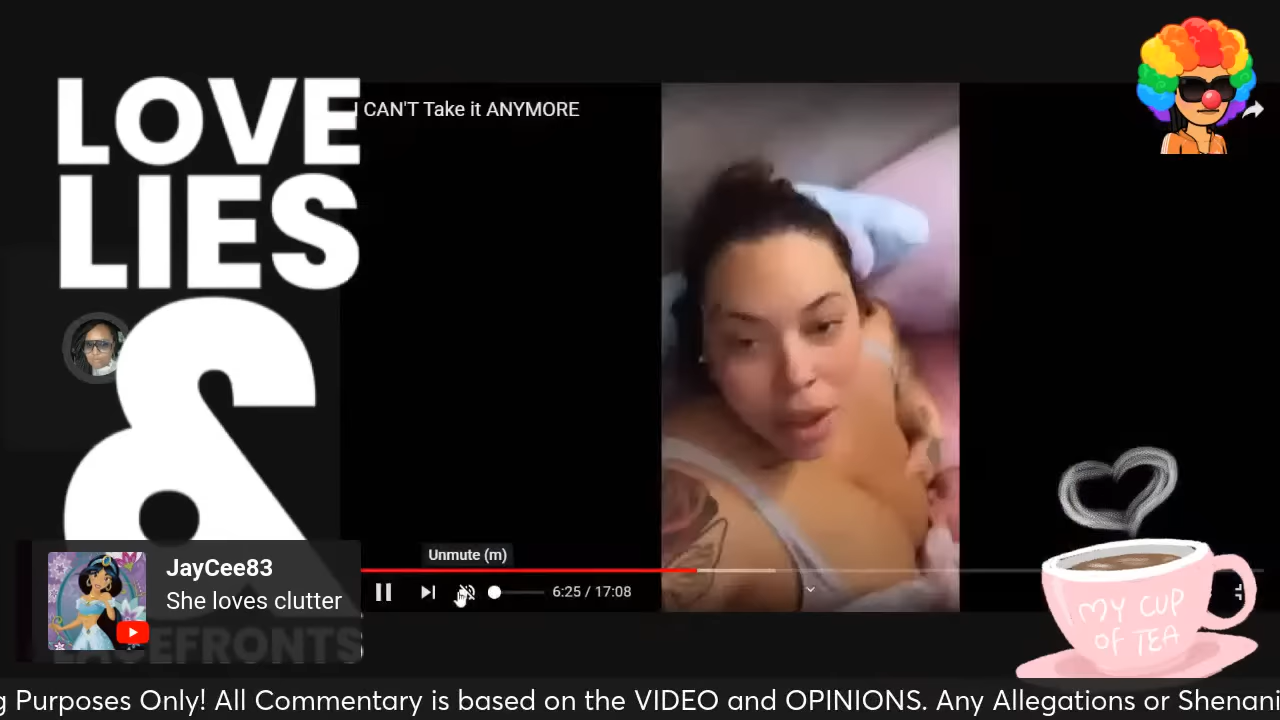 LOVE
LIES
&
LACEFRONTS
I CAN'T Take it ANYMORE
Unmute (m)
6:25 / 17:08
JayCee83
She loves clutter
MY CUP
OF TEA
g Purposes Only! All Commentary is based on the VIDEO and OPINIONS. Any Allegations or Shenani